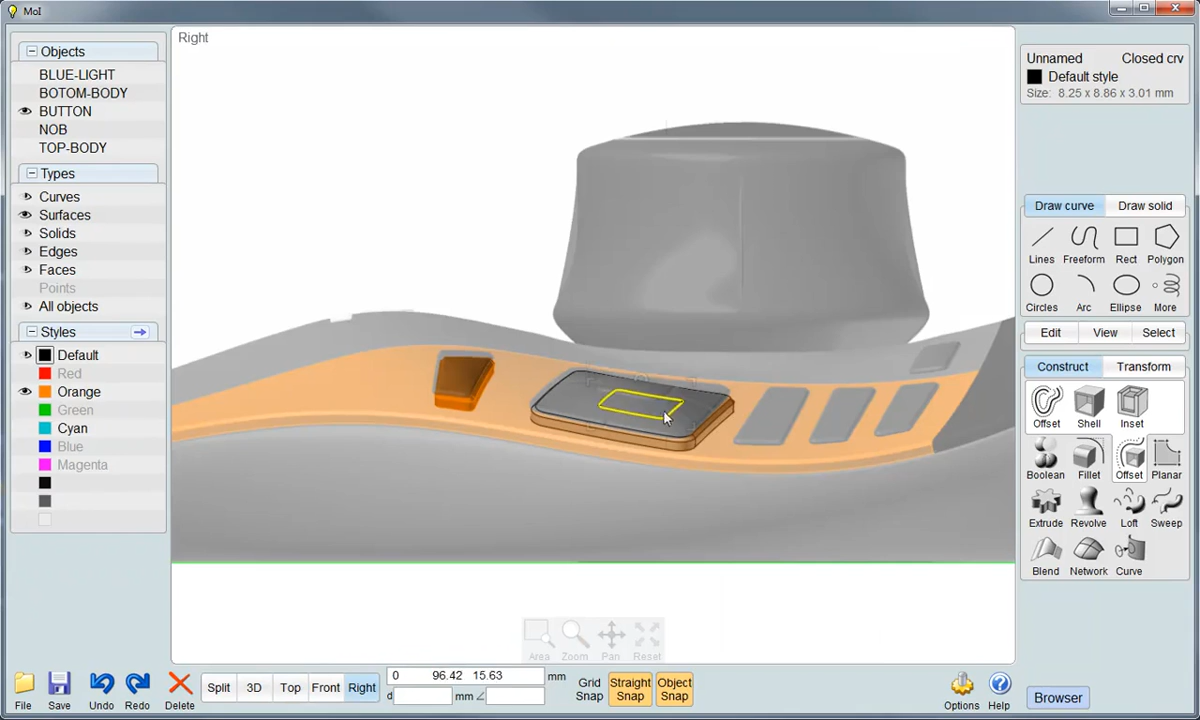 MoI
Objects
BLUE-LIGHT
BOTOM-BODY
BUTTON
NOB
TOP-BODY
Types
Curves
Surfaces
Solids
Edges
Faces
Points
All objects
Styles
Default
Red
Orange
Green
Cyan
Blue
Magenta
Right
Area Zoom Pan Reset
Unnamed Closed crv
Default style
Size: 8.25 x 8.86 x 3.01 mm
Draw curve Draw solid
Lines Freeform Rect Polygon
Circles Arc Ellipse More
Edit View Select
Construct Transform
Offset Shell Inset
Boolean Fillet Offset Planar
Extrude Revolve Loft Sweep
Blend Network Curve
File Save Undo Redo Delete
Split 3D Top Front Right
0 96.42 15.63 mm
d mm ∠
Grid Snap
Straight Snap
Object Snap
Options Help
Browser